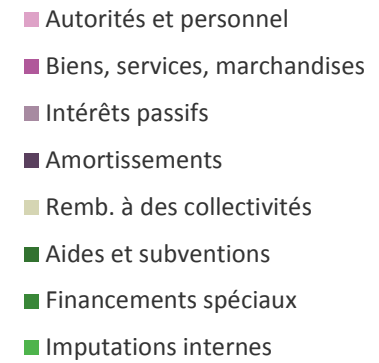 Autorités et personnel
Biens, services, marchandises
Intérêts passifs
Amortissements
Remb. à des collectivités
Aides et subventions
Financements spéciaux
Imputations internes